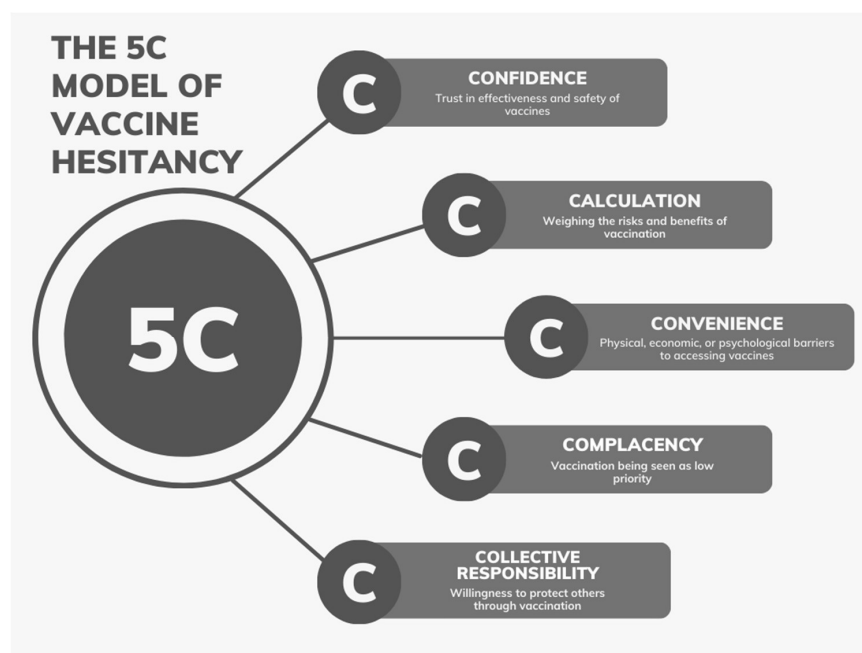 THE 5C
MODEL OF
VACCINE
HESITANCY
5C
C
CONFIDENCE
Trust in effectiveness and safety of
vaccines
C
CALCULATION
Weighing the risks and benefits of
vaccination
C
CONVENIENCE
Physical, economic, or psychological barriers
to accessing vaccines
C
COMPLACENCY
Vaccination being seen as low
priority
C
COLLECTIVE
RESPONSIBILITY
Willingness to protect others
through vaccination